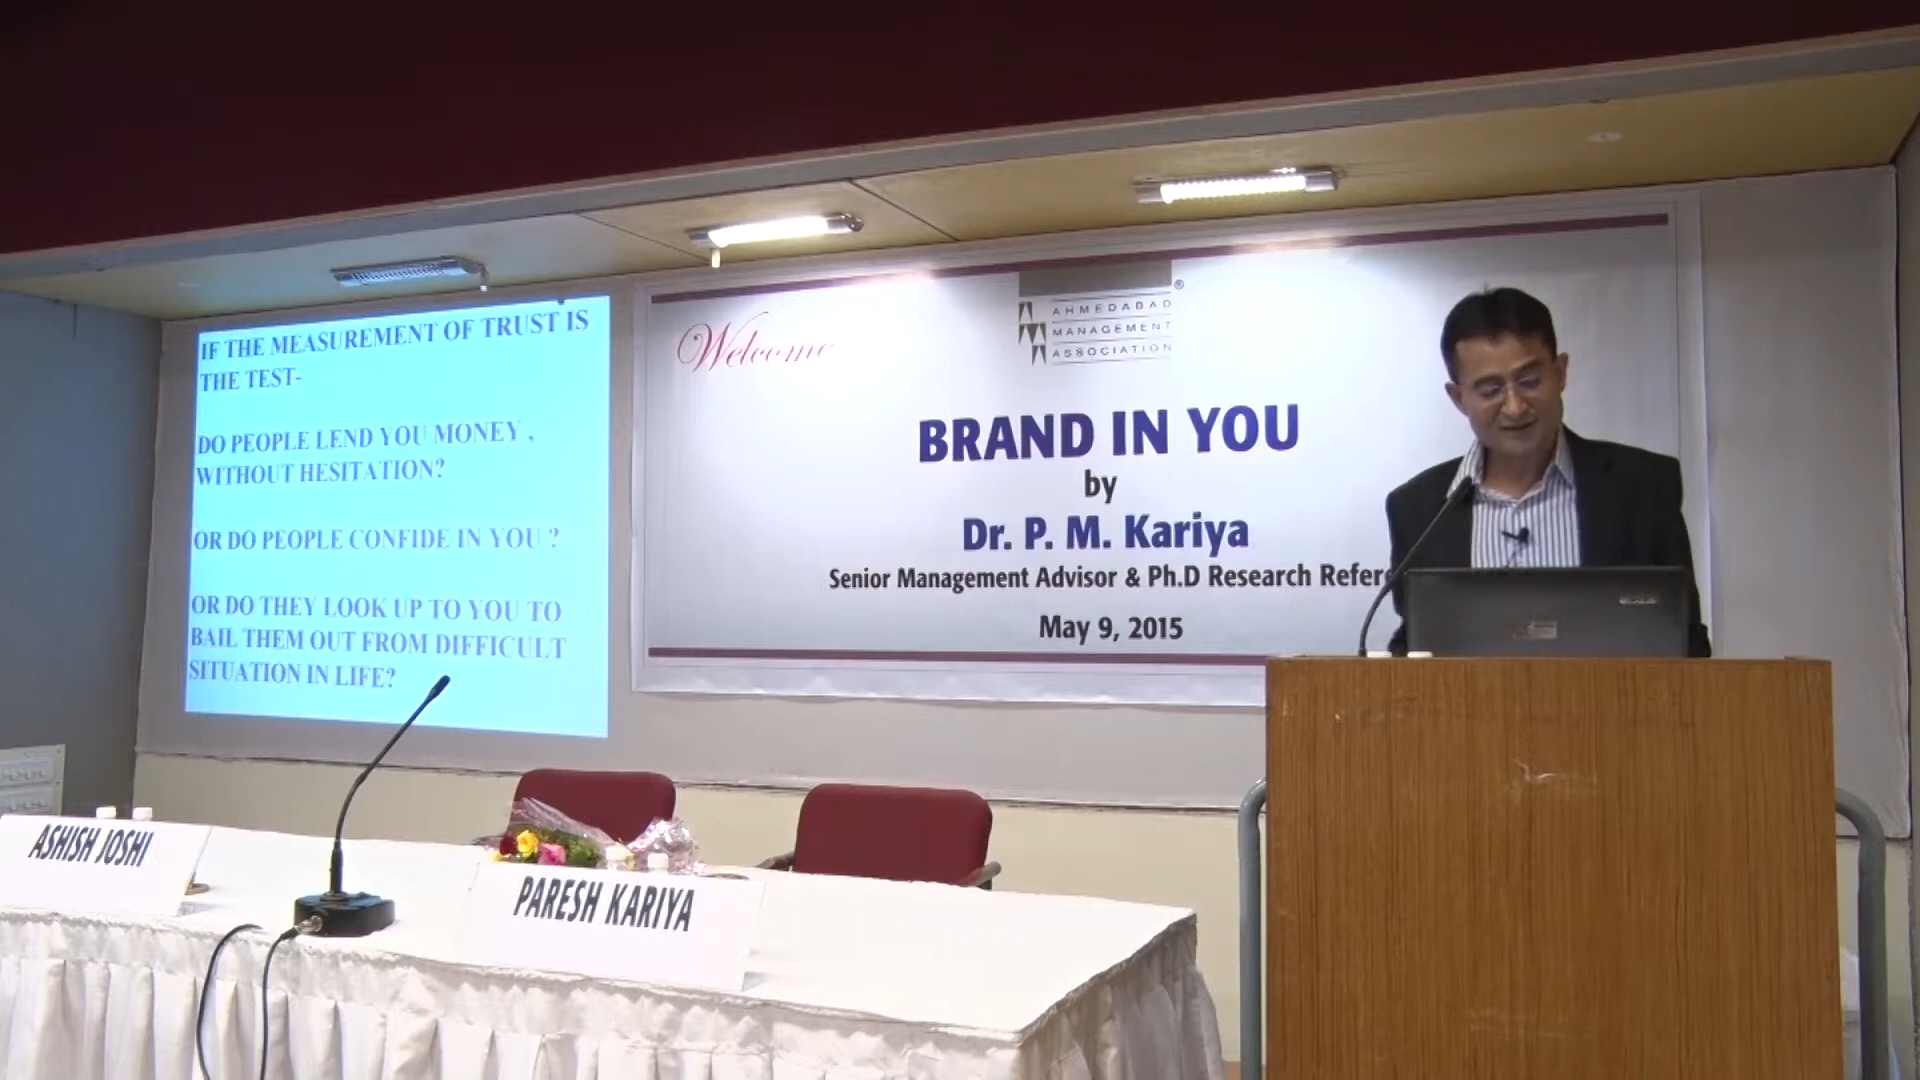 IF THE MEASUREMENT OF TRUST IS
THE TEST-
DO PEOPLE LEND YOU MONEY ,
WITHOUT HESITATION?
OR DO PEOPLE CONFIDE IN YOU ?
OR DO THEY LOOK UP TO YOU TO
BAIL THEM OUT FROM DIFFICULT
SITUATION IN LIFE?
Welcome
AHMEDABAD
MANAGEMENT
ASSOCIATION
®
BRAND IN YOU
by
Dr. P. M. Kariya
Senior Management Advisor & Ph.D Research Refere
May 9, 2015
ASHISH JOSHI
PARESH KARIYA